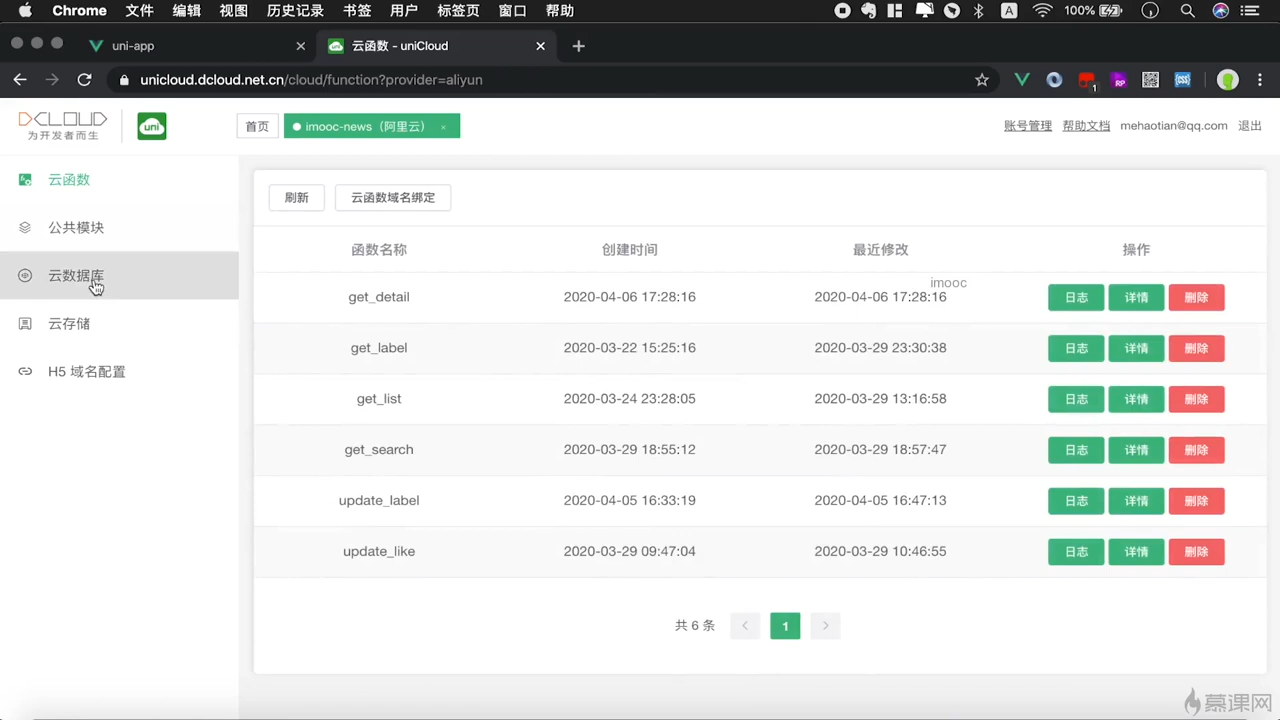 Chrome 文件 编辑 视图 历史记录 书签 用户 标签页 窗口 帮助 A 100%
uni-app 云函数 - uniCloud
unicloud.dcloud.net.cn/cloud/function?provider=aliyun RP 1
DCLOUD 为开发者而生 uni 首页 imooc-news（阿里云） × 账号管理 帮助文档 mehaotian@qq.com 退出
云函数
公共模块
云数据库
云存储
H5 域名配置
刷新 云函数域名绑定
函数名称 创建时间 最近修改 操作
imooc
get_detail 2020-04-06 17:28:16 2020-04-06 17:28:16 日志 详情 删除
get_label 2020-03-22 15:25:16 2020-03-29 23:30:38 日志 详情 删除
get_list 2020-03-24 23:28:05 2020-03-29 13:16:58 日志 详情 删除
get_search 2020-03-29 18:55:12 2020-03-29 18:57:47 日志 详情 删除
update_label 2020-04-05 16:33:19 2020-04-05 16:47:13 日志 详情 删除
update_like 2020-03-29 09:47:04 2020-03-29 10:46:55 日志 详情 删除
共 6 条 < 1 >
慕课网